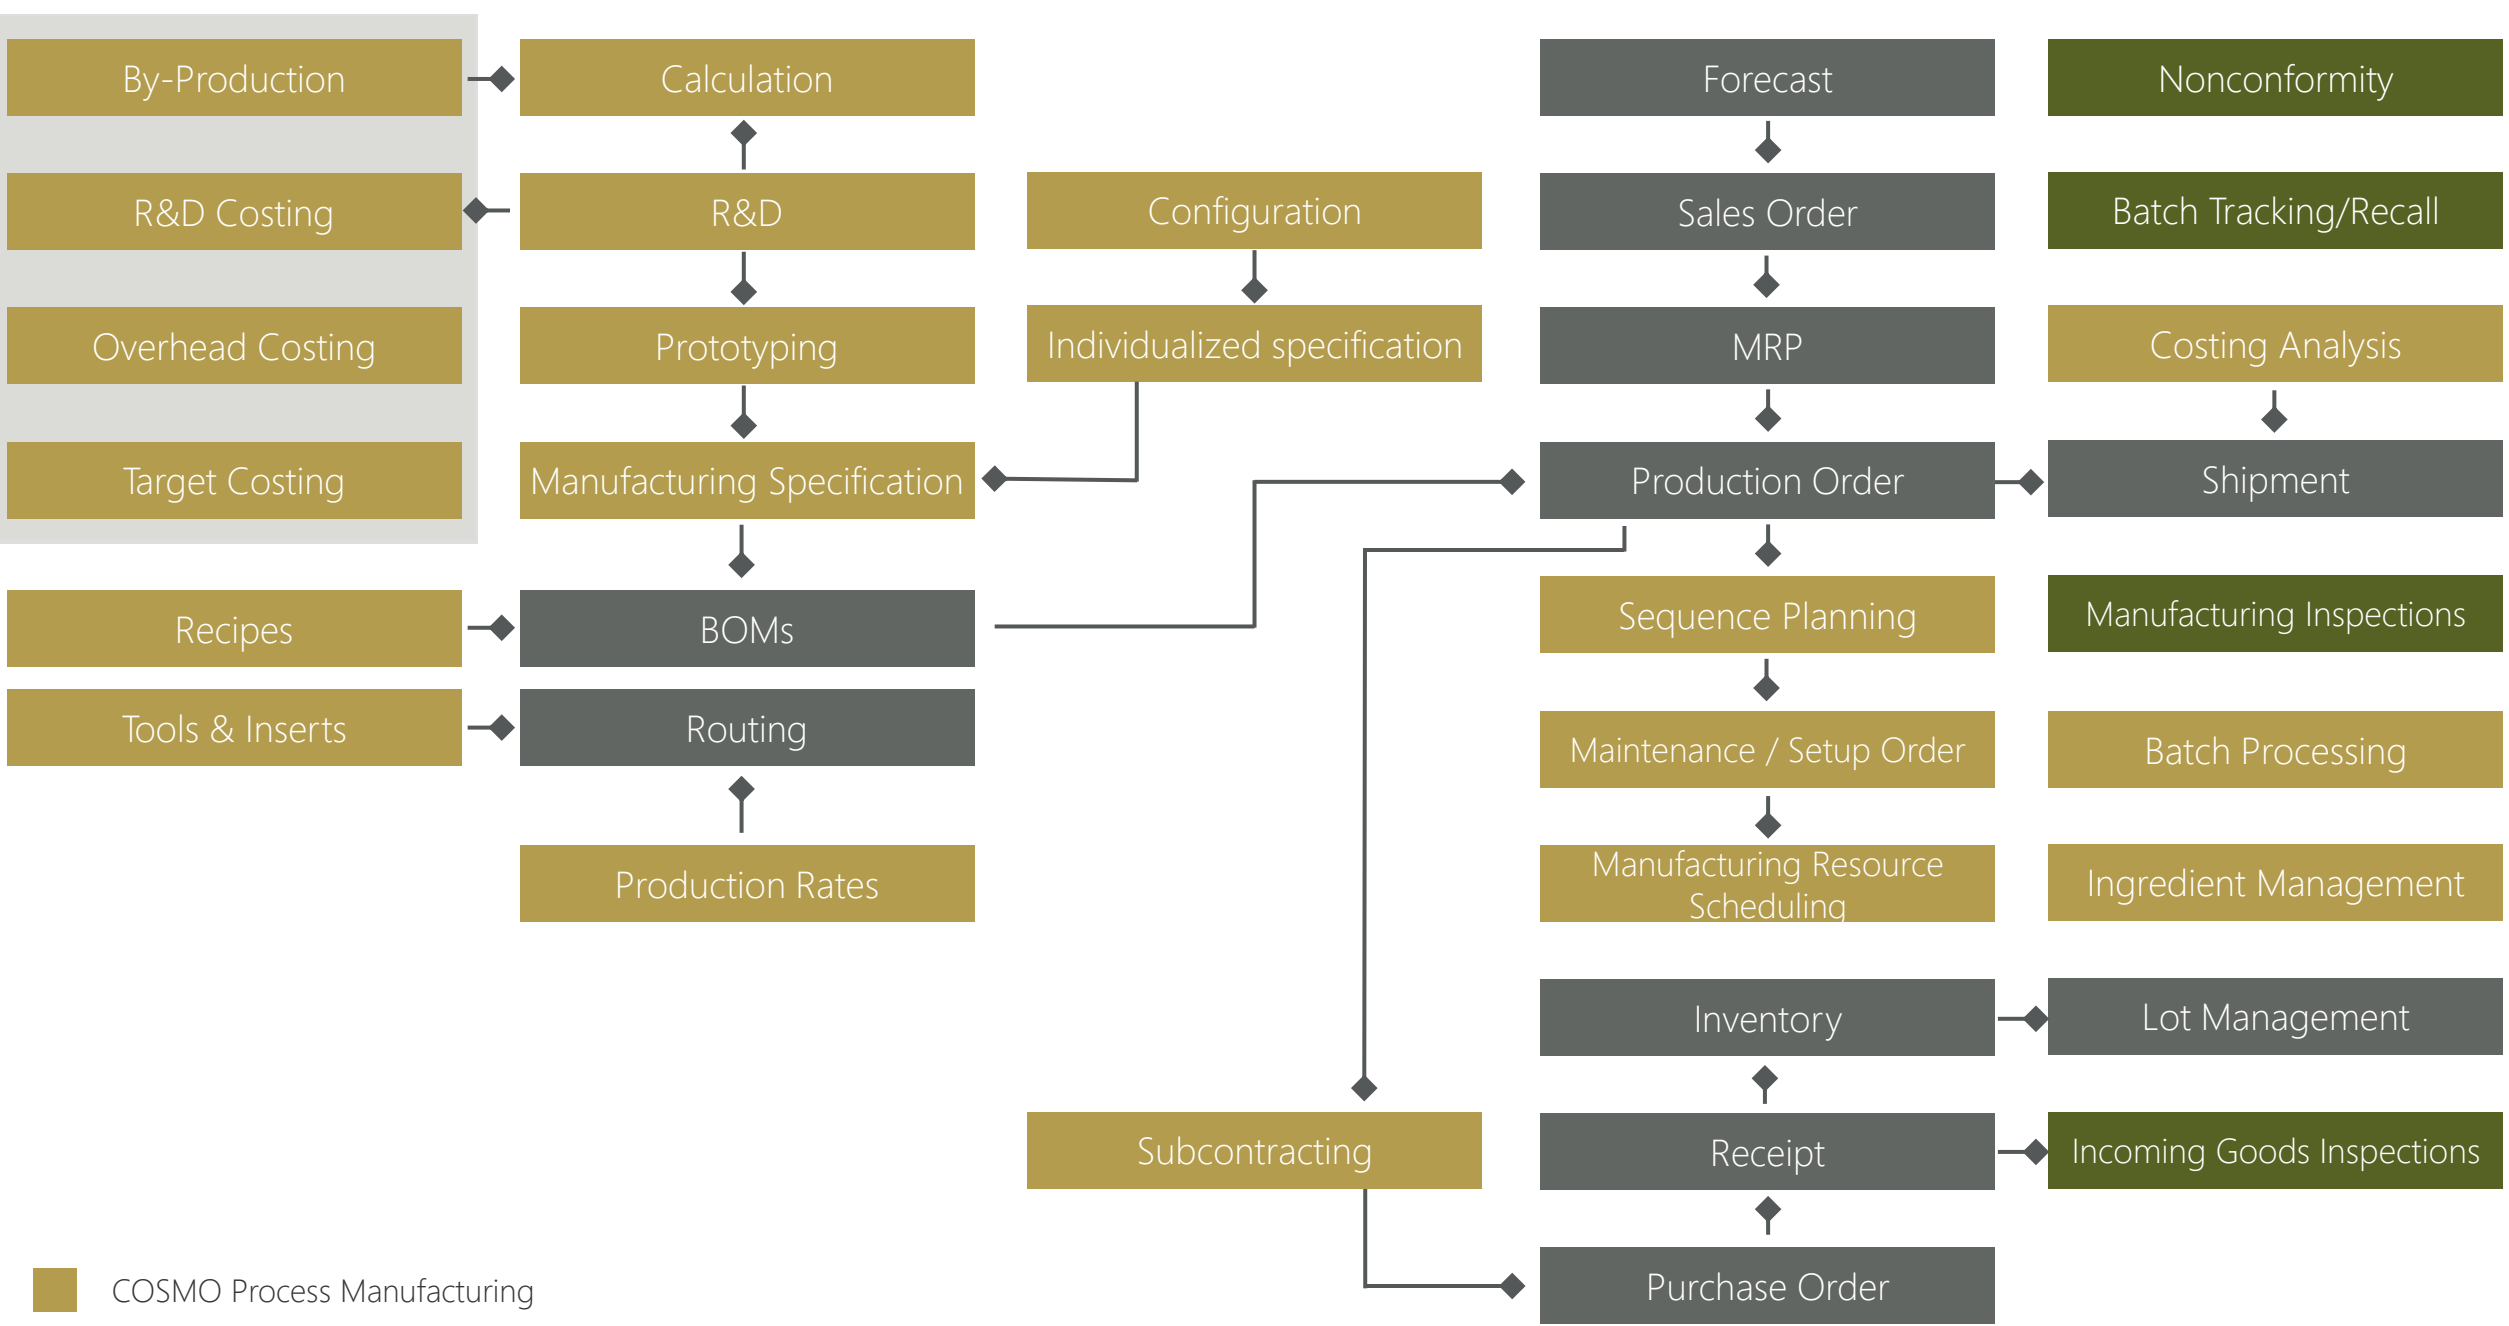 By-Production
Calculation
Forecast
Nonconformity
R&D Costing
R&D
Configuration
Sales Order
Batch Tracking/Recall
Overhead Costing
Prototyping
Individualized specification
MRP
Costing Analysis
Target Costing
Manufacturing Specification
Production Order
Shipment
Recipes
BOMs
Sequence Planning
Manufacturing Inspections
Tools & Inserts
Routing
Maintenance / Setup Order
Batch Processing
Production Rates
Manufacturing Resource
Scheduling
Ingredient Management
Inventory
Lot Management
Subcontracting
Receipt
Incoming Goods Inspections
Purchase Order
COSMO Process Manufacturing